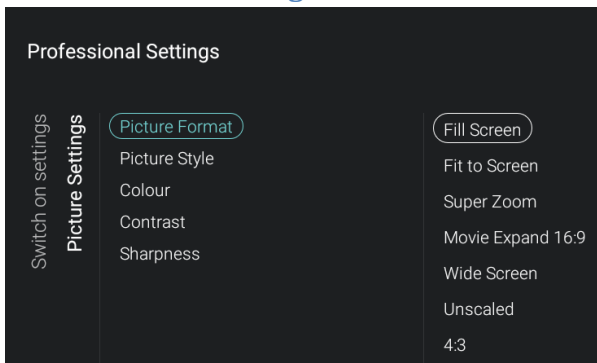 Professional Settings
Switch on settings
Picture Settings
Picture Format
Picture Style
Colour
Contrast
Sharpness
Fill Screen
Fit to Screen
Super Zoom
Movie Expand 16:9
Wide Screen
Unscaled
4:3